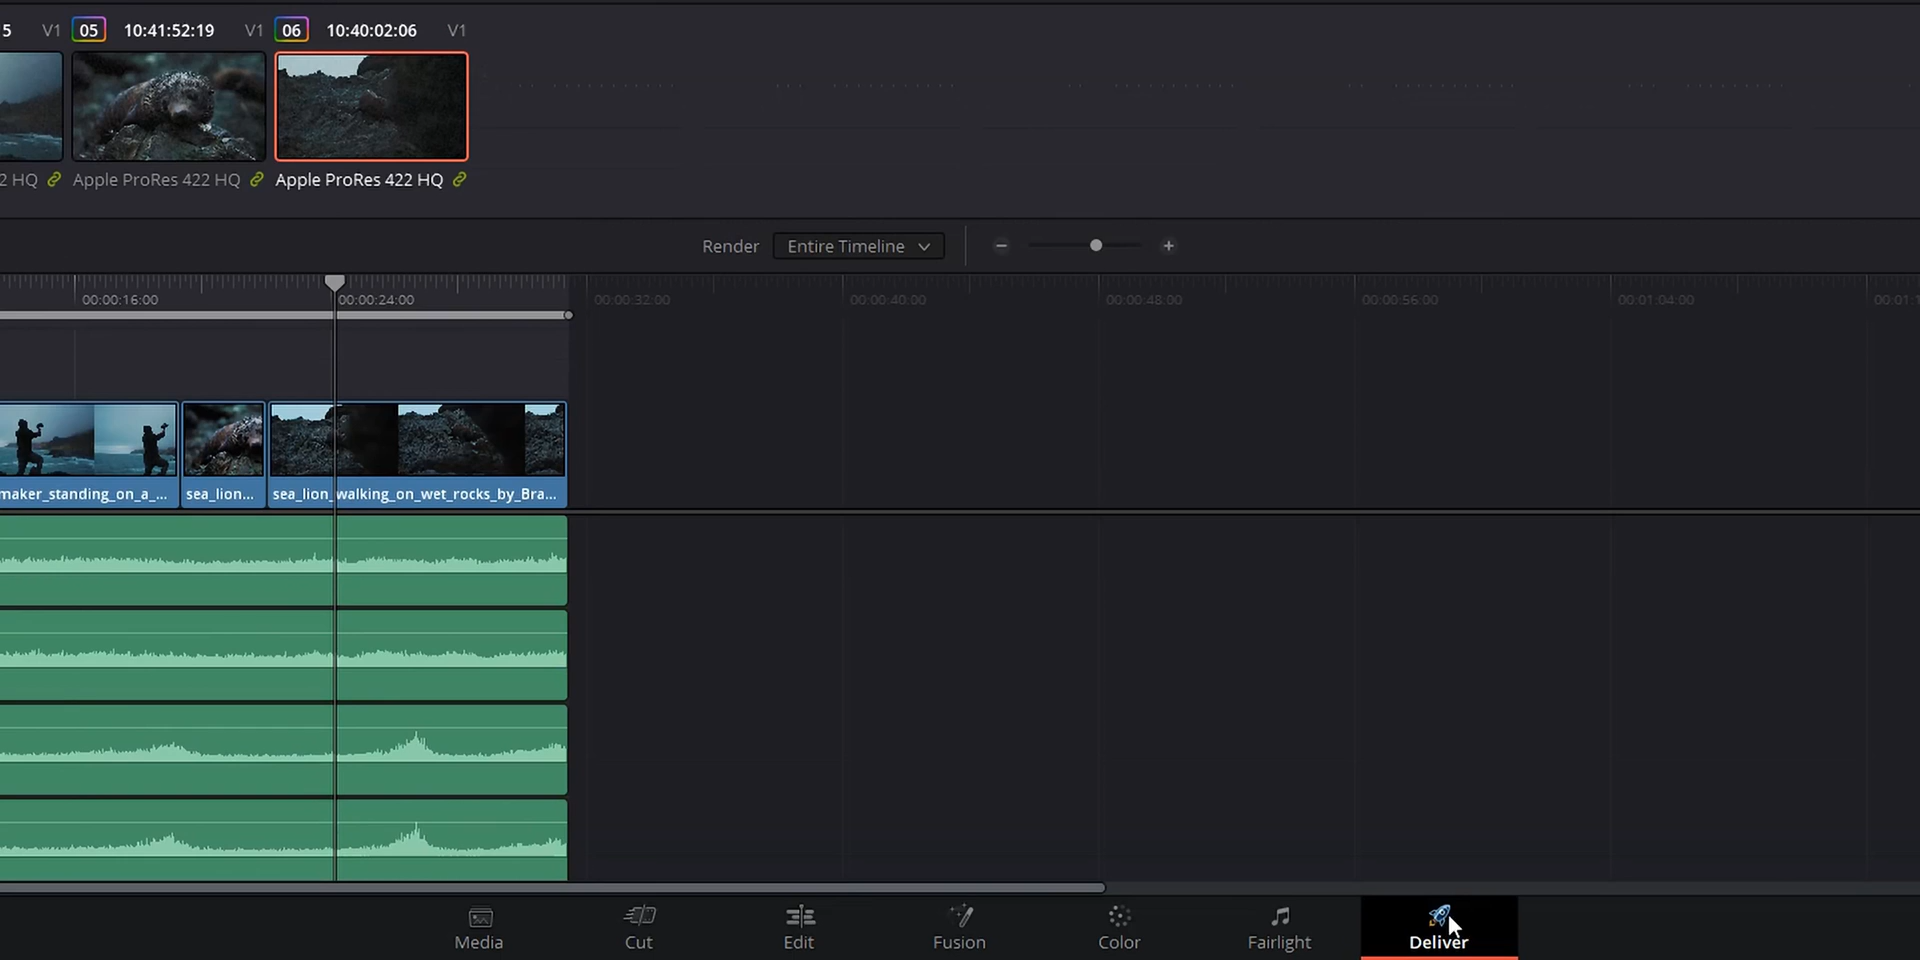 5 V1 05 10:41:52:19 V1 06 10:40:02:06 V1
2 HQ Apple ProRes 422 HQ Apple ProRes 422 HQ
Render Entire Timeline
00:00:16:00 00:00:24:00 00:00:32:00 00:00:40:00 00:00:48:00 00:00:56:00 00:01:04:00 00:01:1
maker_standing_on_a_... sea_lion... sea_lion_walking_on_wet_rocks_by_Bra...
Media Cut Edit Fusion Color Fairlight Deliver